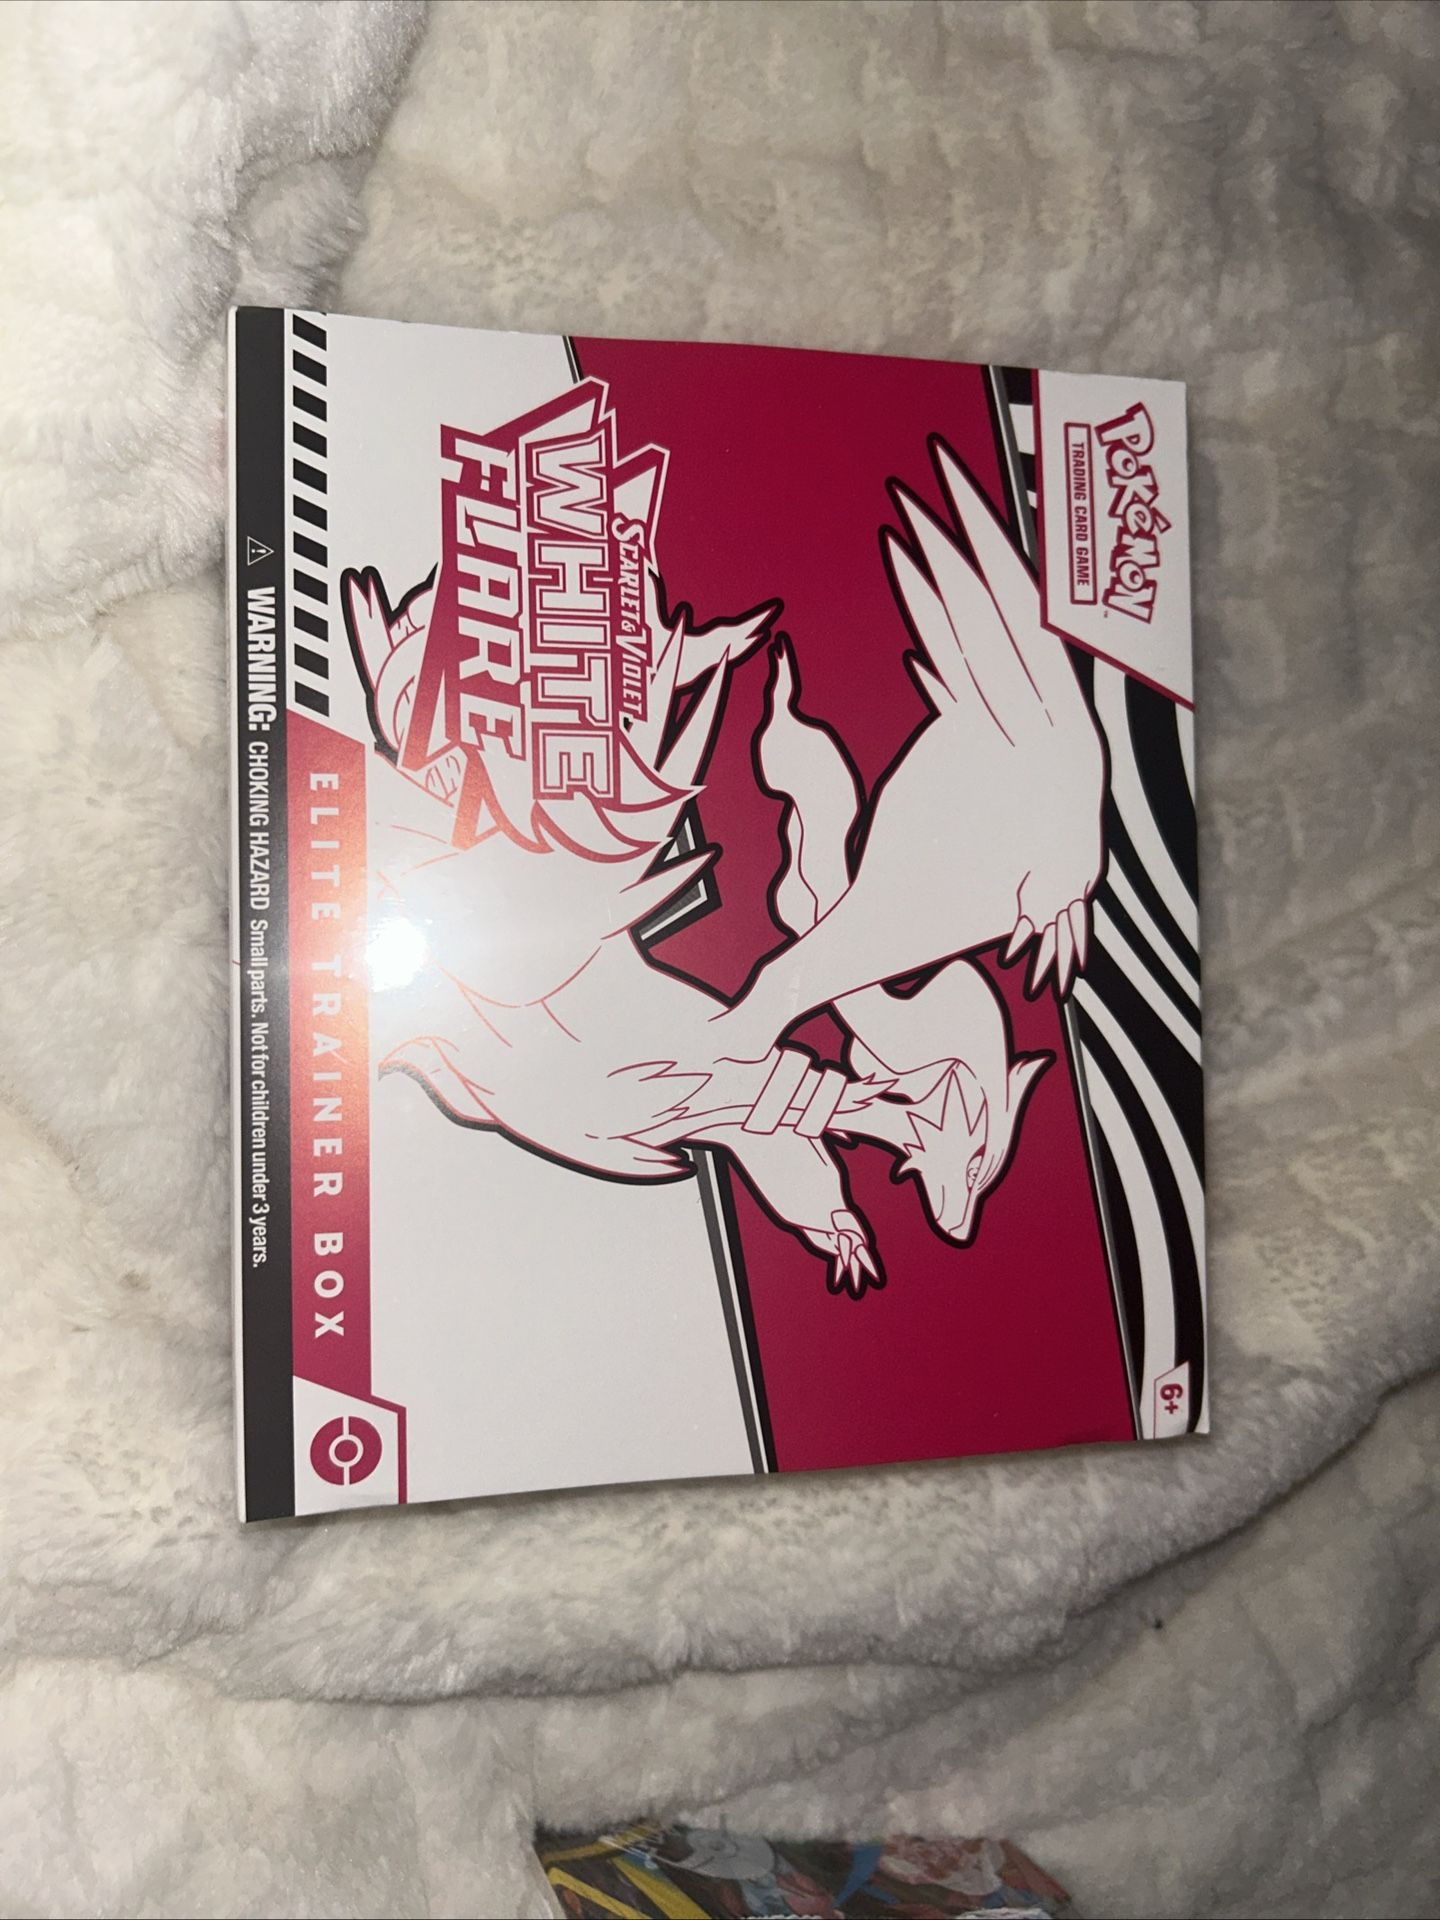 Pokémon™
TRADING CARD GAME
6+
SCARLET & VIOLET
WHITE
FLARE
ELITE TRAINER BOX
⚠ WARNING: CHOKING HAZARD Small parts. Not for children under 3 years.